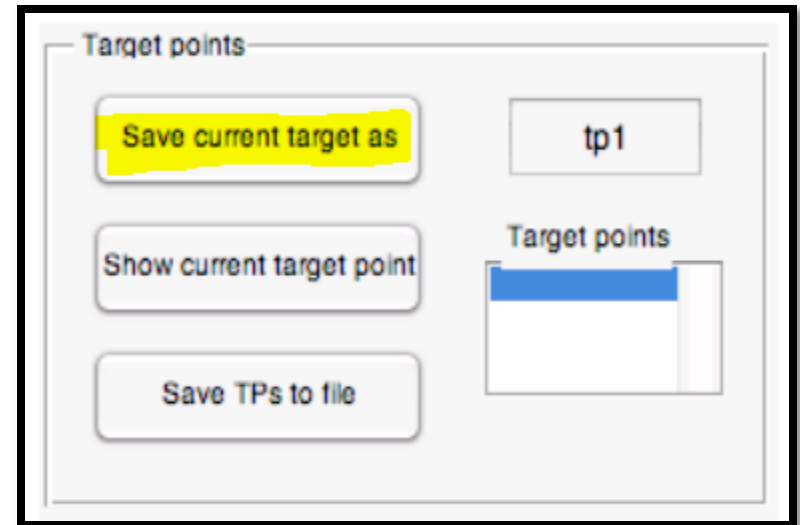 Target points
Save current target as
tp1
Show current target point
Target points
Save TPs to file